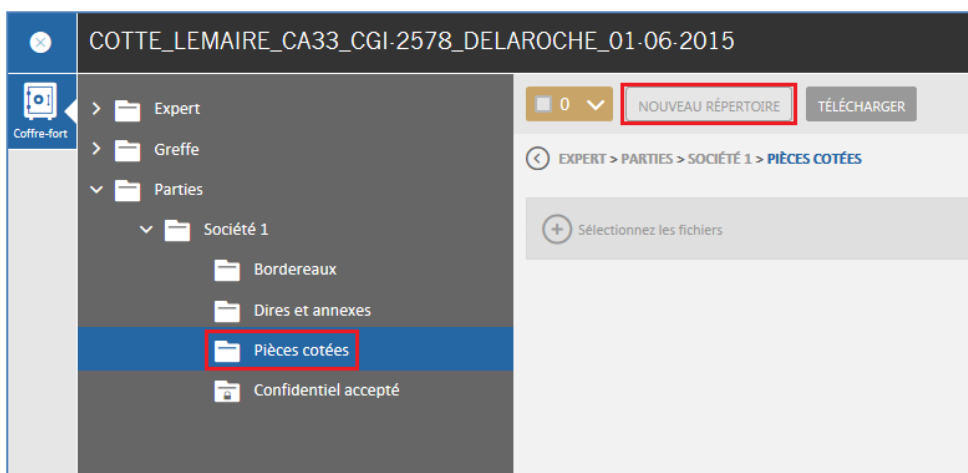 COTTE_LEMAIRE_CA33_CGI-2578_DELAROCHE_01-06-2015
Coffre-fort
Expert
Greffe
Parties
Société 1
Bordereaux
Dires et annexes
Pièces cotées
Confidentiel accepté
0 NOUVEAU RÉPERTOIRE TÉLÉCHARGER
EXPERT > PARTIES > SOCIÉTÉ 1 > PIÈCES COTÉES
Sélectionnez les fichiers